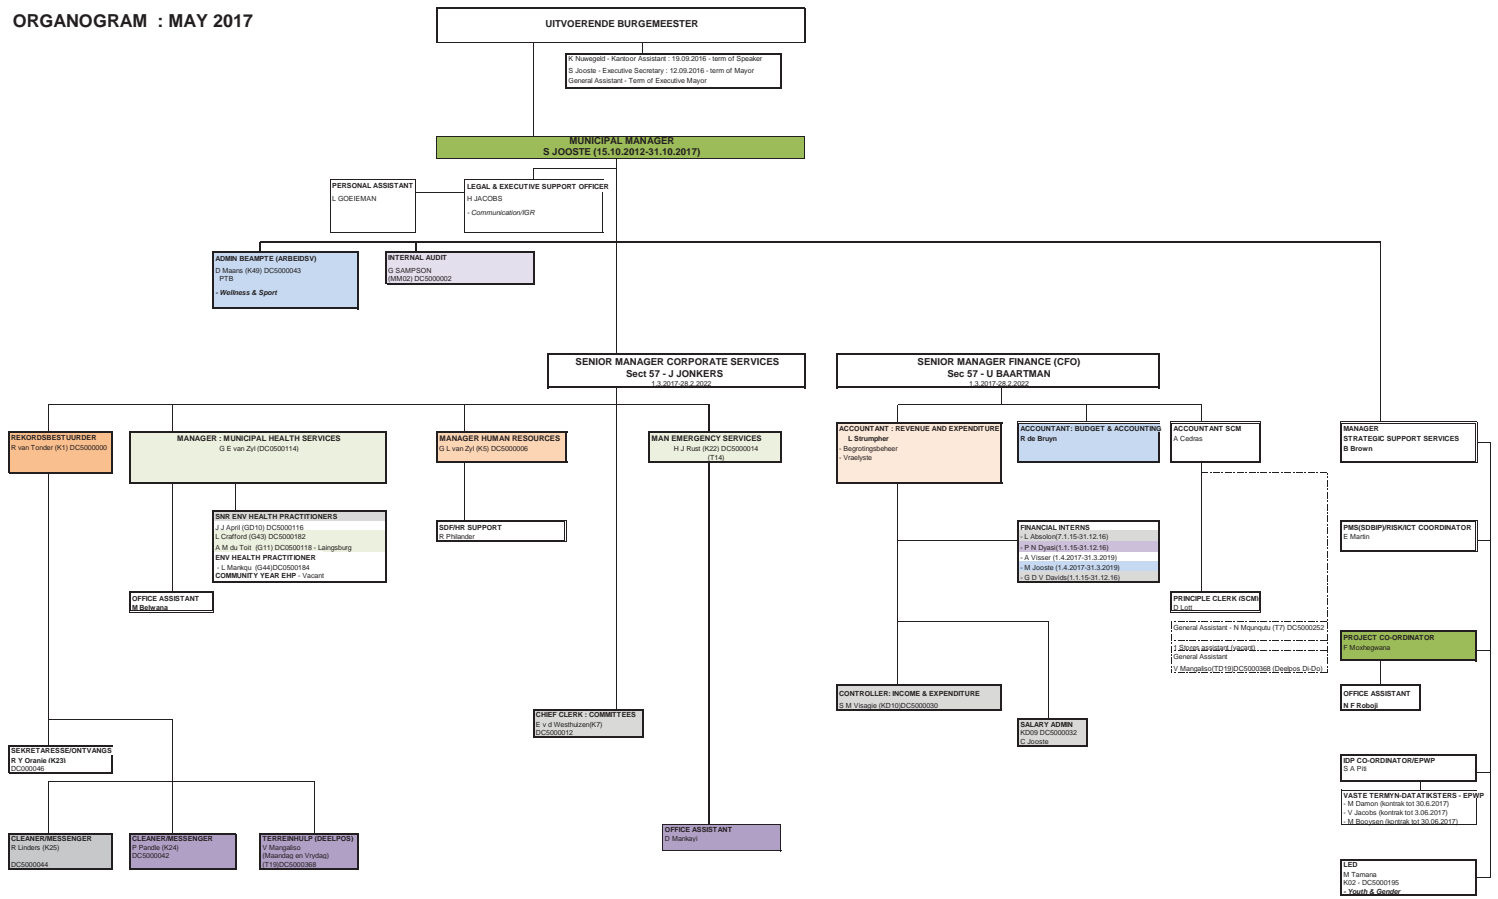 ORGANOGRAM : MAY 2017
UITVOERENDE BURGEMEESTER
K Nuwegeld - Kantoor Assistant : 19.09.2016 - term of Speaker
S Jooste - Executive Secretary : 12.09.2016 - term of Mayor
General Assistant - Term of Executive Mayor
MUNICIPAL MANAGER
S JOOSTE (15.10.2012-31.10.2017)
PERSONAL ASSISTANT
L GOEIEMAN
LEGAL & EXECUTIVE SUPPORT OFFICER
H JACOBS
- Communication/IGR
ADMIN BEAMPTE (ARBEIDSV)
D Maans (K49) DC5000043
PTB
- Wellness & Sport
INTERNAL AUDIT
G SAMPSON
(MM02) DC5000002
SENIOR MANAGER CORPORATE SERVICES
Sect 57 - J JONKERS
1.3.2017-28.2.2022
SENIOR MANAGER FINANCE (CFO)
Sec 57 - U BAARTMAN
1.3.2017-28.2.2022
REKORDSBESTUURDER
R van Tonder (K1) DC5000000
MANAGER : MUNICIPAL HEALTH SERVICES
G E van Zyl (DC0500114)
MANAGER HUMAN RESOURCES
G L van Zyl (K5) DC5000006
MAN EMERGENCY SERVICES
H J Rust (K22) DC5000014
(T14)
ACCOUNTANT : REVENUE AND EXPENDITURE
L Strumpher
- Begrotingsbeheer
- Vraelyste
ACCOUNTANT: BUDGET & ACCOUNTING
R de Bruyn
ACCOUNTANT SCM
A Cedras
MANAGER
STRATEGIC SUPPORT SERVICES
B Brown
SNR ENV HEALTH PRACTITIONERS
J J April (GD10) DC5000116
L Crafford (G43) DC5000182
A M du Toit (G11) DC0500118 - Laingsburg
ENV HEALTH PRACTITIONER
- L Mankqu (G44)DC0500184
COMMUNITY YEAR EHP - Vacant
SDF/HR SUPPORT
R Philander
FINANCIAL INTERNS
- L Absolon(7.1.15-31.12.16)
- P N Dyasi(1.1.15-31.12.16)
- A Visser (1.4.2017-31.3.2019)
- M Jooste (1.4.2017-31.3.2019)
- G D V Davids(1.1.15-31.12.16)
PMS(SDBIP)/RISK/ICT COORDINATOR
E Martin
OFFICE ASSISTANT
M Belwana
PRINCIPLE CLERK (SCM)
D Lott
General Assistant - N Mqunqutu (T7) DC5000252
1 Stores assistant (vacant)
General Assistant
V Mangaliso(TD19)DC5000368 (Deelpos Di-Do)
PROJECT CO-ORDINATOR
F Moxhegwana
OFFICE ASSISTANT
N F Roboji
CONTROLLER: INCOME & EXPENDITURE
S M Visagie (KD10)DC5000030
CHIEF CLERK : COMMITTEES
E v d Westhuizen(K7)
DC5000012
SALARY ADMIN
KD09 DC5000032
C Jooste
SEKRETARESSE/ONTVANGS
R Y Oranie (K23)
DC000046
IDP CO-ORDINATOR/EPWP
S A Piti
VASTE TERMYN-DATATIKSTERS - EPWP
- M Damon (kontrak tot 30.6.2017)
- V Jacobs (kontrak tot 3.06.2017)
- M Booysen (kontrak tot 30.06.2017)
CLEANER/MESSENGER
R Linders (K25)
DC5000044
CLEANER/MESSENGER
P Pandle (K24)
DC5000042
TERREINHULP (DEELPOS)
V Mangaliso
(Maandag en Vrydag)
(T19)DC5000368
OFFICE ASSISTANT
D Mankayi
LED
M Tamana
K02 - DC5000195
- Youth & Gender